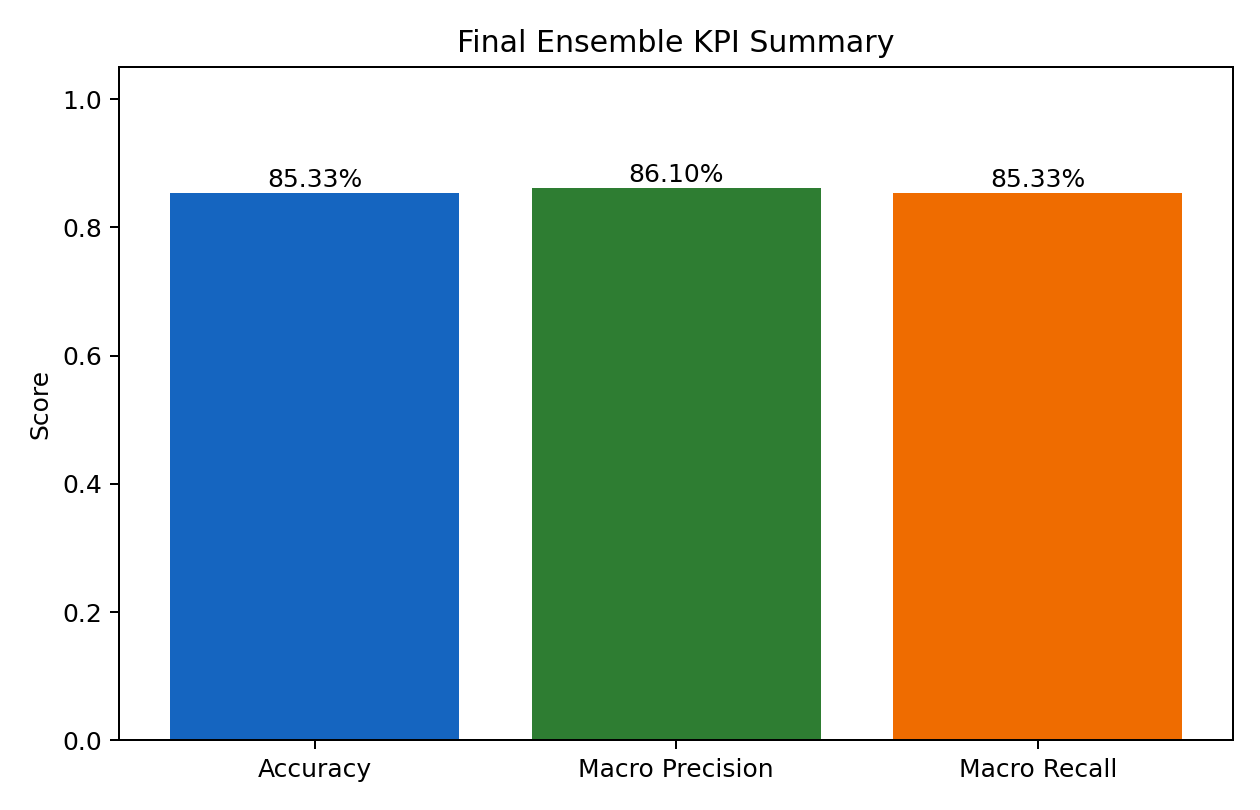 Final Ensemble KPI Summary
1.0
0.8
0.6
0.4
0.2
0.0
Score
85.33%
86.10%
85.33%
Accuracy
Macro Precision
Macro Recall